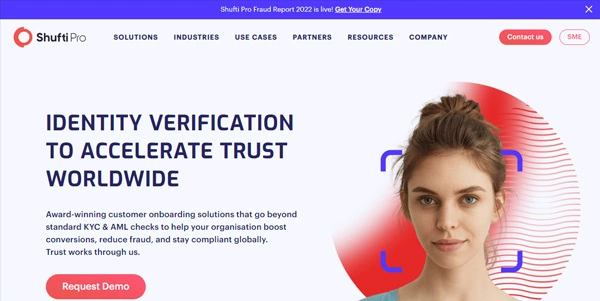 Shufti Pro Fraud Report 2022 is live! Get Your Copy
Shufti Pro
SOLUTIONS INDUSTRIES USE CASES PARTNERS RESOURCES COMPANY
Contact us
SME
IDENTITY VERIFICATION
TO ACCELERATE TRUST
WORLDWIDE
Award-winning customer onboarding solutions that go beyond
standard KYC & AML checks to help your organisation boost
conversions, reduce fraud, and stay compliant globally.
Trust works through us.
Request Demo